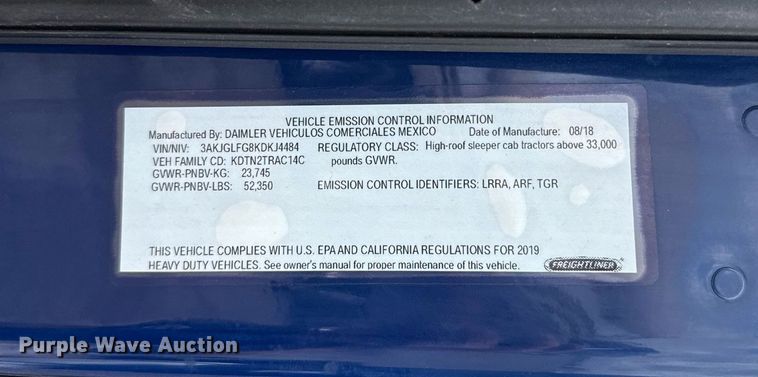 VEHICLE EMISSION CONTROL INFORMATION
Manufactured By: DAIMLER VEHICULOS COMERCIALES MEXICO Date of Manufacture: 08/18
VIN/NIV: 3AKJGLFG8KDKJ4484 REGULATORY CLASS: High-roof sleeper cab tractors above 33,000
VEH FAMILY CD: KDTN2TRAC14C pounds GVWR.
GVWR-PNBV-KG: 23,745
GVWR-PNBV-LBS: 52,350 EMISSION CONTROL IDENTIFIERS: LRRA, ARF, TGR
THIS VEHICLE COMPLIES WITH U.S. EPA AND CALIFORNIA REGULATIONS FOR 2019
HEAVY DUTY VEHICLES. See owner's manual for proper maintenance of this vehicle. FREIGHTLINER
Purple Wave Auction